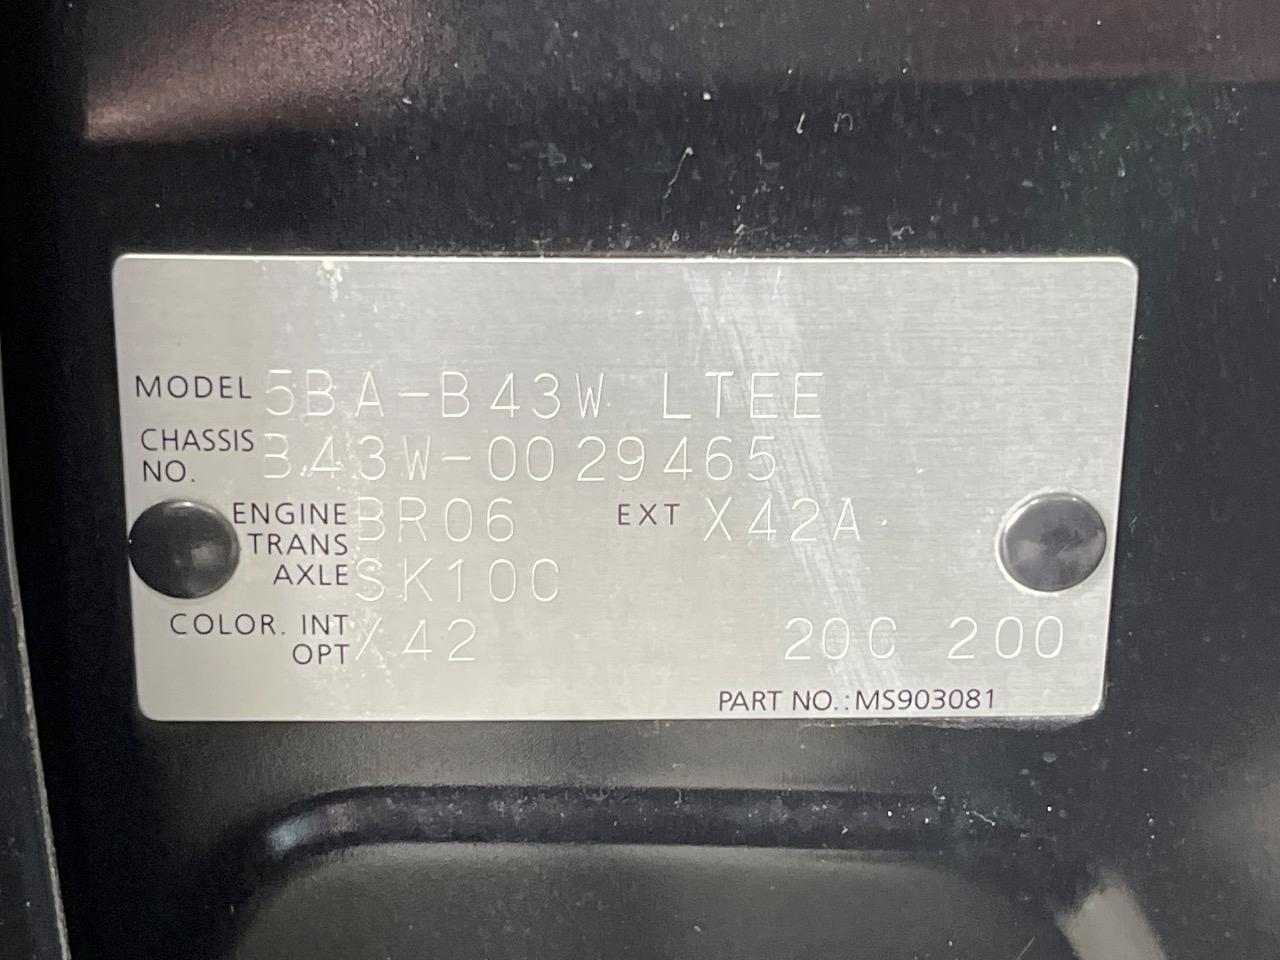 MODEL 5BA-B43W LTEE
CHASSIS NO. B43W-0029465
ENGINE BR06 EXT X42A
TRANS AXLE SK10C
COLOR. INT OPT X42 20C 200
PART NO.:MS903081